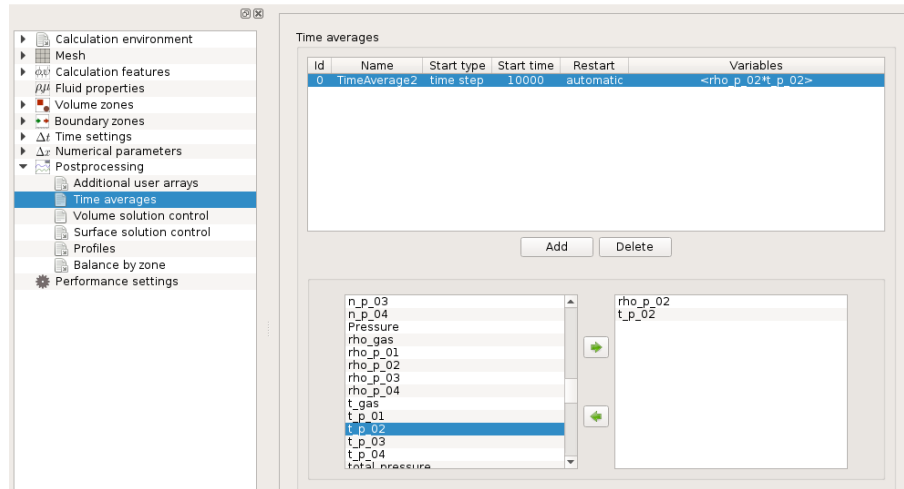 Calculation environment
Mesh
Calculation features
Fluid properties
Volume zones
Boundary zones
Δt Time settings
Δx Numerical parameters
Postprocessing
Additional user arrays
Time averages
Volume solution control
Surface solution control
Profiles
Balance by zone
Performance settings
Time averages
Id Name Start type Start time Restart Variables
0 TimeAverage2 time step 10000 automatic <rho_p_02*t_p_02>
Add Delete
n_p_03
n_p_04
Pressure
rho_gas
rho_p_01
rho_p_02
rho_p_03
rho_p_04
t_gas
t_p_01
t_p_02
t_p_03
t_p_04
total_pressure
rho_p_02
t_p_02